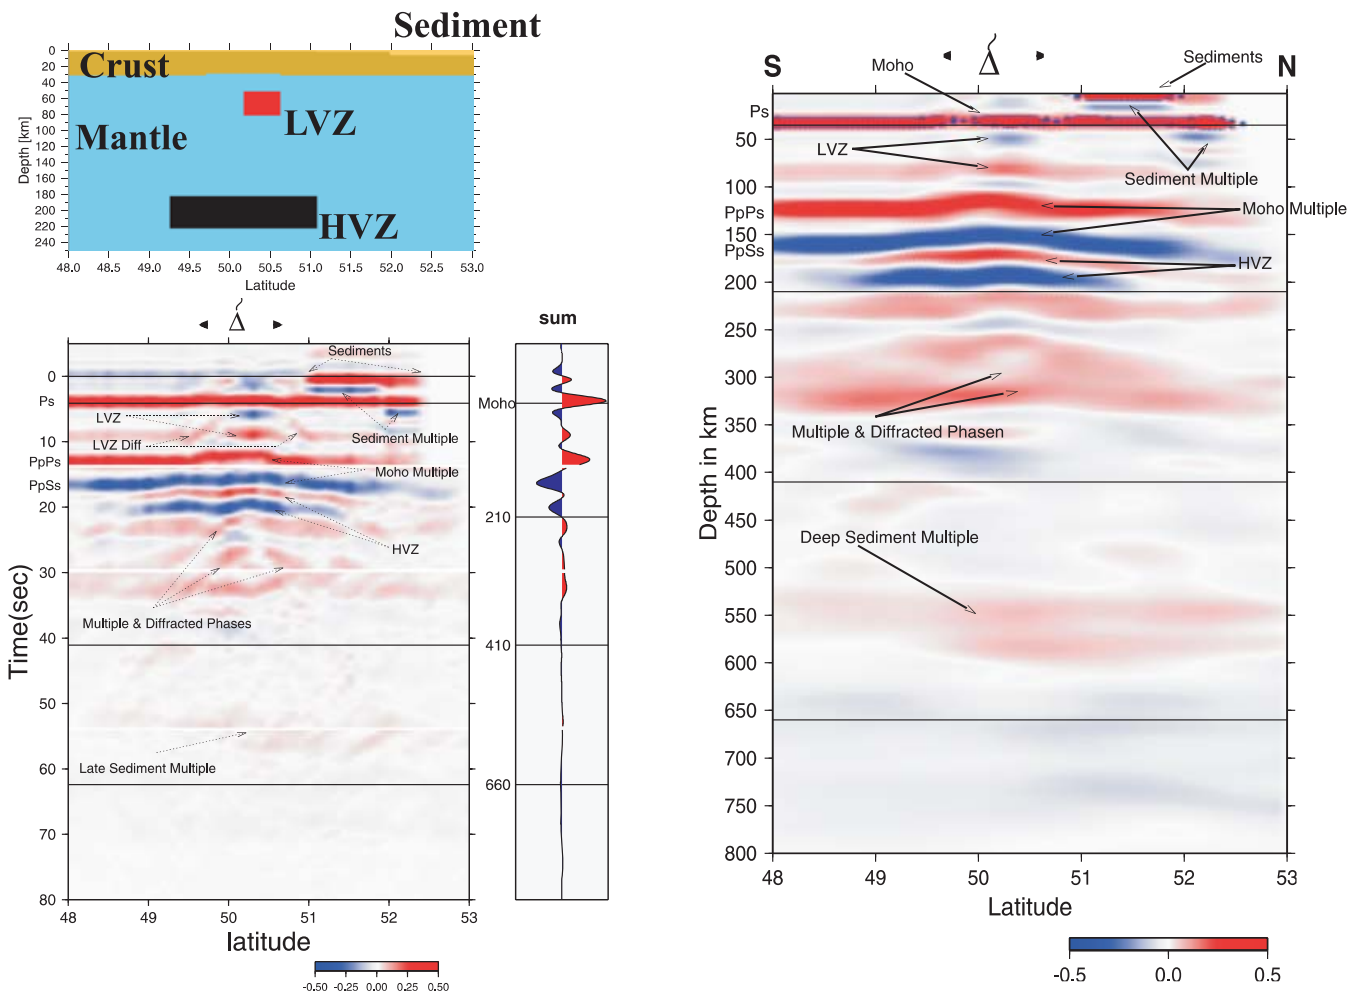 Sediment
0
20
40
60
80
100
120
140
160
180
200
220
240
Depth [km]
Crust
Mantle
LVZ
HVZ
48.0 48.5 49.0 49.5 50.0 50.5 51.0 51.5 52.0 52.5 53.0
Latitude
Δ
sum
0
Ps
10
PpPs
PpSs
20
30
40
50
60
70
80
Time(sec)
Sediments
LVZ
LVZ Diff
Sediment Multiple
Moho Multiple
HVZ
Multiple & Diffracted Phases
Late Sediment Multiple
Moho
210
410
660
48 49 50 51 52 53
latitude
-0.50 -0.25 0.00 0.25 0.50
S
Moho
Δ
Sediments
N
Ps
50
100
PpPs
150
PpSs
200
250
300
350
400
450
500
550
600
650
700
750
800
Depth in km
LVZ
Sediment Multiple
Moho Multiple
HVZ
Multiple & Diffracted Phasen
Deep Sediment Multiple
48 49 50 51 52 53
Latitude
-0.5 0.0 0.5